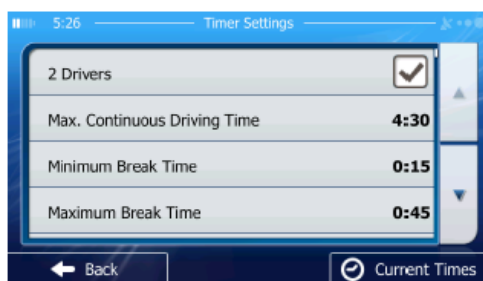 5:26 Timer Settings
2 Drivers
Max. Continuous Driving Time 4:30
Minimum Break Time 0:15
Maximum Break Time 0:45
Back Current Times